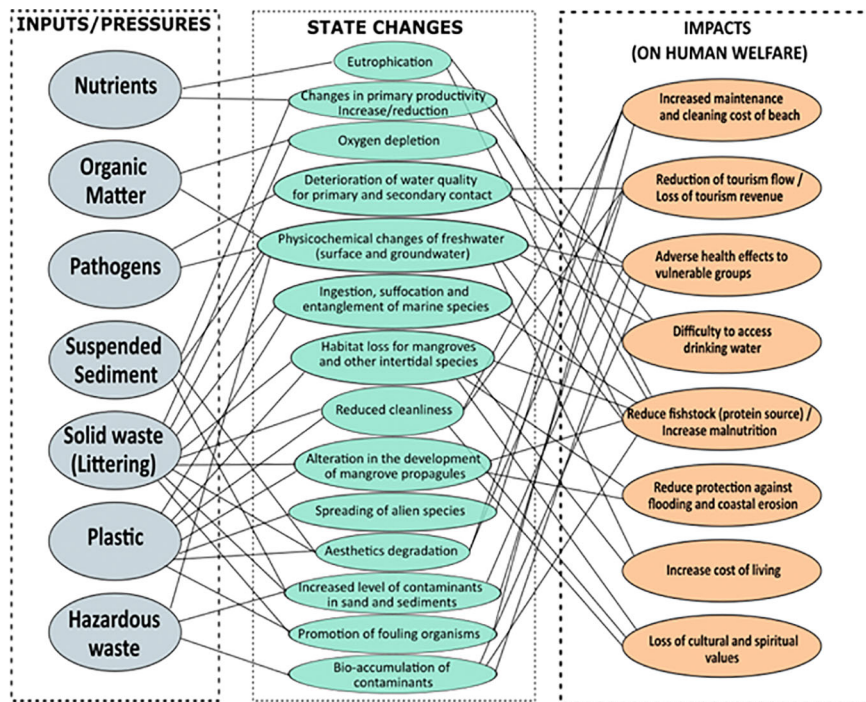 INPUTS/PRESSURES
Nutrients
Organic
Matter
Pathogens
Suspended
Sediment
Solid waste
(Littering)
Plastic
Hazardous
waste
STATE CHANGES
Eutrophication
Changes in primary productivity
Increase/reduction
Oxygen depletion
Deterioration of water quality
for primary and secondary contact
Physicochemical changes of freshwater
(surface and groundwater)
Ingestion, suffocation and
entanglement of marine species
Habitat loss for mangroves
and other intertidal species
Reduced cleanliness
Alteration in the development
of mangrove propagules
Spreading of alien species
Aesthetics degradation
Increased level of contaminants
in sand and sediments
Promotion of fouling organisms
Bio-accumulation of
contaminants
IMPACTS
(ON HUMAN WELFARE)
Increased maintenance
and cleaning cost of beach
Reduction of tourism flow /
Loss of tourism revenue
Adverse health effects to
vulnerable groups
Difficulty to access
drinking water
Reduce fishstock (protein source) /
Increase malnutrition
Reduce protection against
flooding and coastal erosion
Increase cost of living
Loss of cultural and spiritual
values